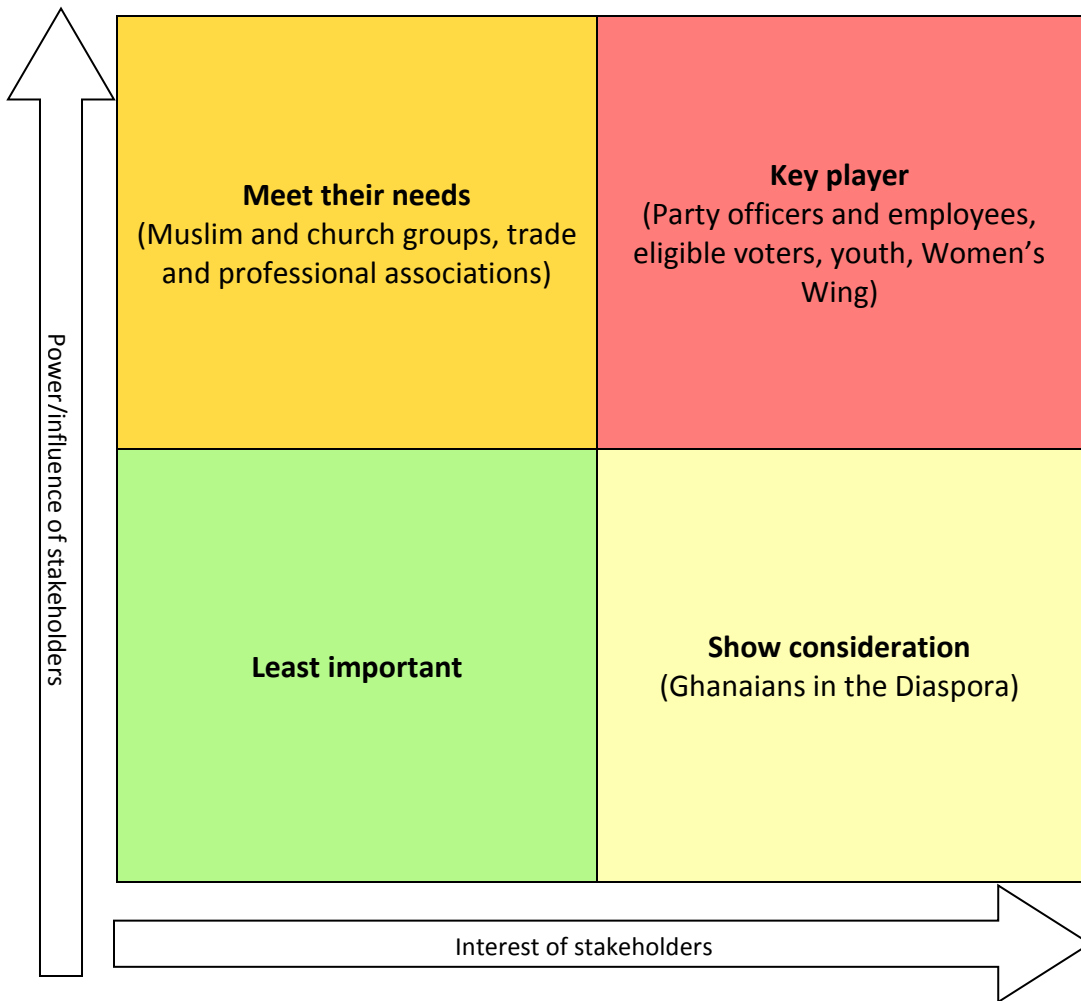 Meet their needs
(Muslim and church groups, trade
and professional associations)
Key player
(Party officers and employees,
eligible voters, youth, Women’s
Wing)
Power/influence of stakeholders
Least important
Show consideration
(Ghanaians in the Diaspora)
Interest of stakeholders